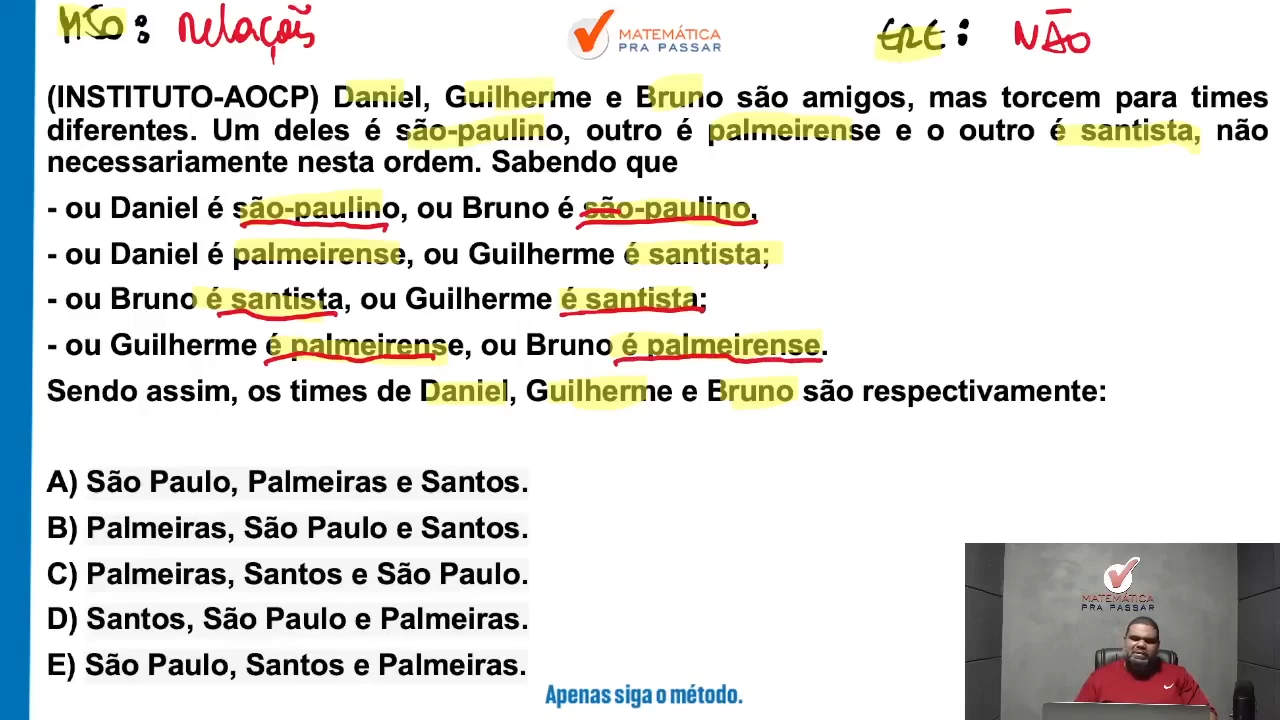 MSO: Relações
MATEMÁTICA
PRA PASSAR
ERE: NÃO
(INSTITUTO-AOCP) Daniel, Guilherme e Bruno são amigos, mas torcem para times
diferentes. Um deles é são-paulino, outro é palmeirense e o outro é santista, não
necessariamente nesta ordem. Sabendo que
- ou Daniel é são-paulino, ou Bruno é são-paulino,
- ou Daniel é palmeirense, ou Guilherme é santista;
- ou Bruno é santista, ou Guilherme é santista;
- ou Guilherme é palmeirense, ou Bruno é palmeirense.
Sendo assim, os times de Daniel, Guilherme e Bruno são respectivamente:
A) São Paulo, Palmeiras e Santos.
B) Palmeiras, São Paulo e Santos.
C) Palmeiras, Santos e São Paulo.
D) Santos, São Paulo e Palmeiras.
E) São Paulo, Santos e Palmeiras.
MATEMÁTICA
PRA PASSAR
Apenas siga o método.